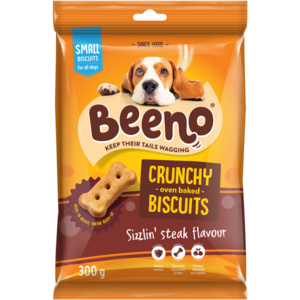 - SINCE 1978 -
SMALL
BISCUITS
for all dogs
Beeno®
KEEP THEIR TAILS WAGGING
CRUNCHY
- oven baked -
BISCUITS
Sizzlin' steak flavour
300 g